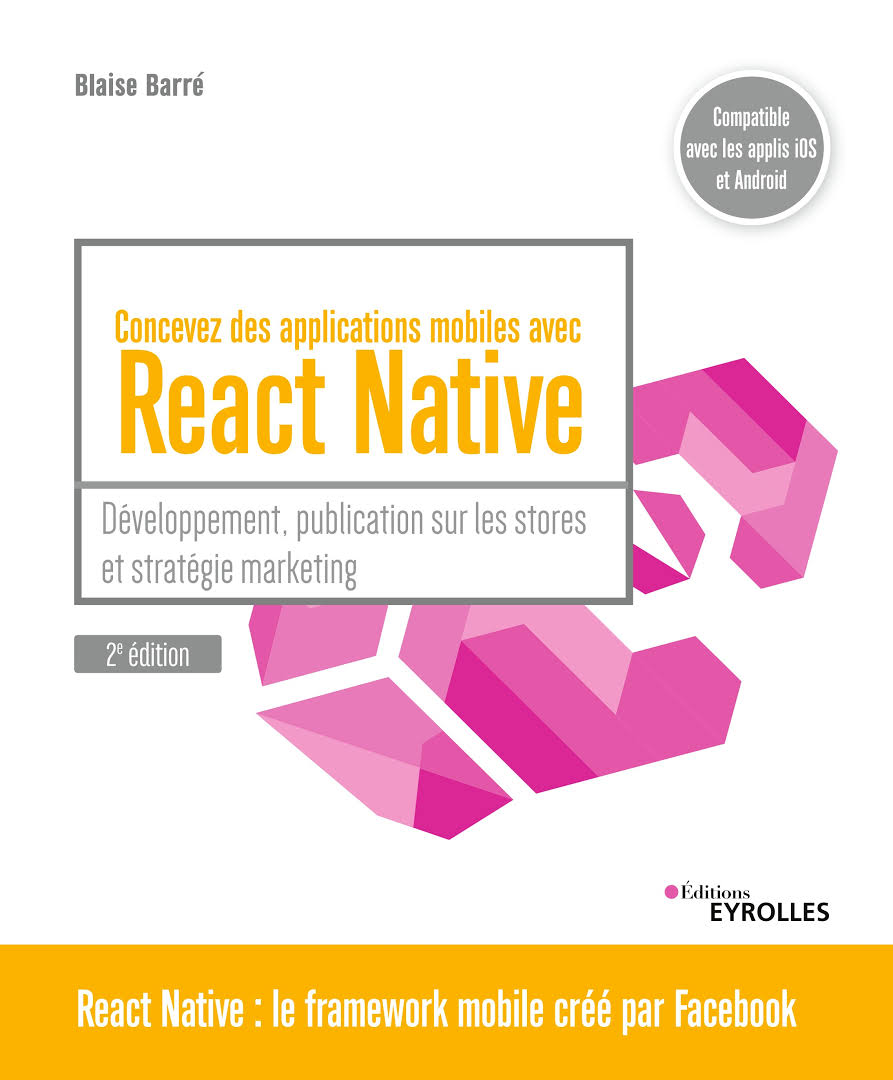 Blaise Barré
Compatible
avec les applis iOS
et Android
Concevez des applications mobiles avec
React Native
Développement, publication sur les stores
et stratégie marketing
2e édition
Éditions
EYROLLES
React Native : le framework mobile créé par Facebook